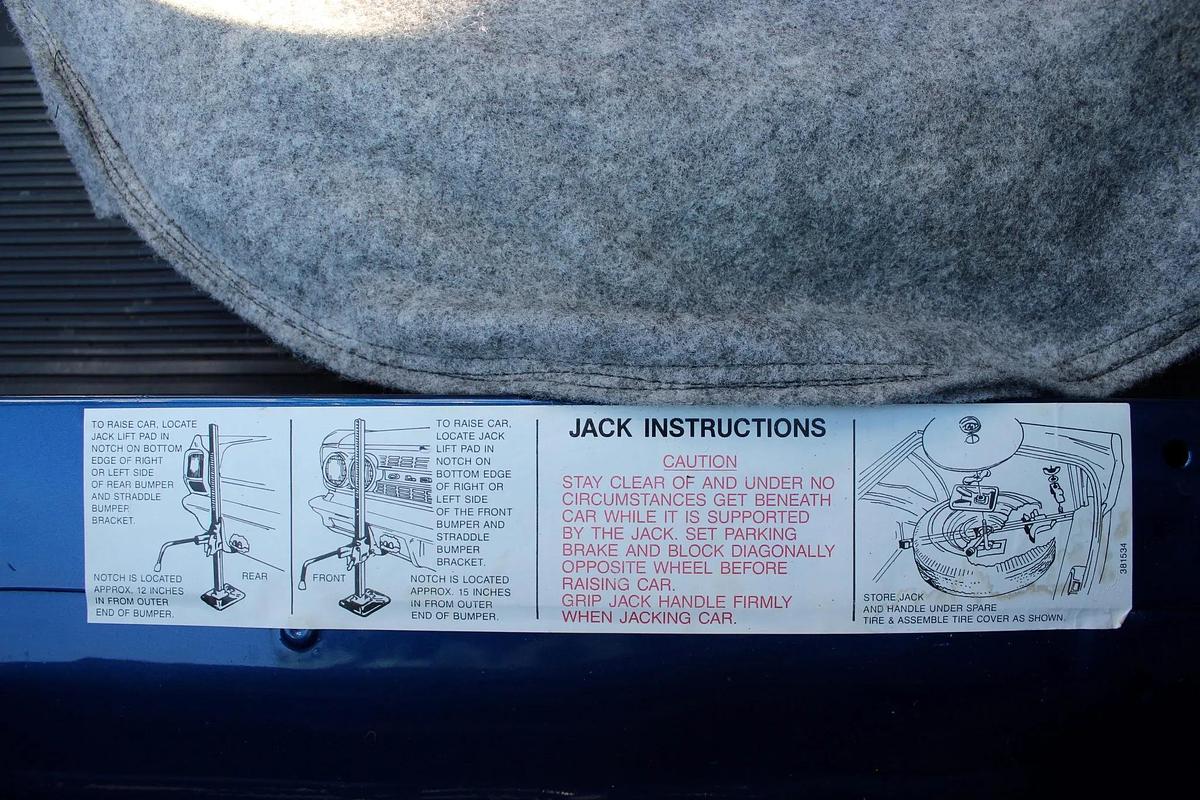 TO RAISE CAR, LOCATE
JACK LIFT PAD IN
NOTCH ON BOTTOM
EDGE OF RIGHT
OR LEFT SIDE
OF REAR BUMPER
AND STRADDLE
BUMPER
BRACKET.
REAR
NOTCH IS LOCATED
APPROX. 12 INCHES
IN FROM OUTER
END OF BUMPER.
TO RAISE CAR,
LOCATE JACK
LIFT PAD IN
NOTCH ON
BOTTOM EDGE
OF RIGHT OR
LEFT SIDE
OF THE FRONT
BUMPER AND
STRADDLE
BUMPER
BRACKET.
FRONT
NOTCH IS LOCATED
APPROX. 15 INCHES
IN FROM OUTER
END OF BUMPER.
JACK INSTRUCTIONS
CAUTION
STAY CLEAR OF AND UNDER NO
CIRCUMSTANCES GET BENEATH
CAR WHILE IT IS SUPPORTED
BY THE JACK. SET PARKING
BRAKE AND BLOCK DIAGONALLY
OPPOSITE WHEEL BEFORE
RAISING CAR.
GRIP JACK HANDLE FIRMLY
WHEN JACKING CAR.
STORE JACK
AND HANDLE UNDER SPARE
TIRE & ASSEMBLE TIRE COVER AS SHOWN.
381534